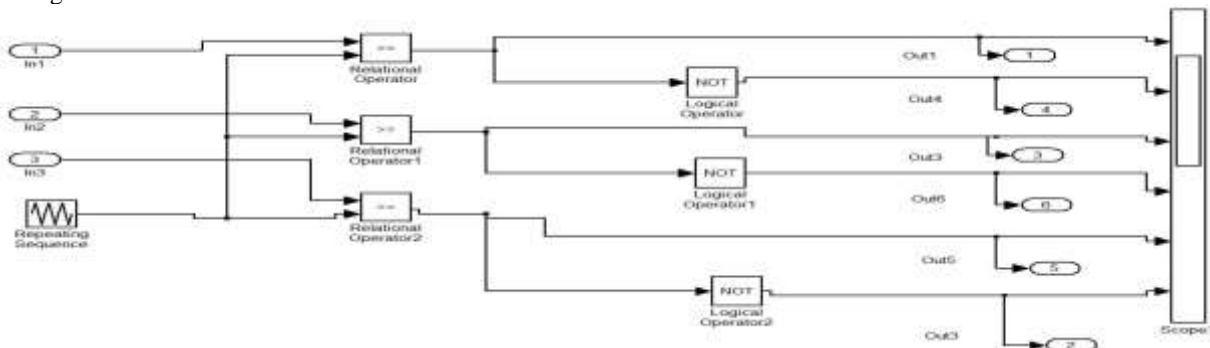 1
In1
>=
Relational
Operator
Out1
1
NOT
Logical
Operator
Out4
4
2
In2
>=
Relational
Operator1
Out3
3
3
In3
NOT
Logical
Operator1
Out6
6
>=
Relational
Operator2
Repeating
Sequence
Out5
5
NOT
Logical
Operator2
Out3
2